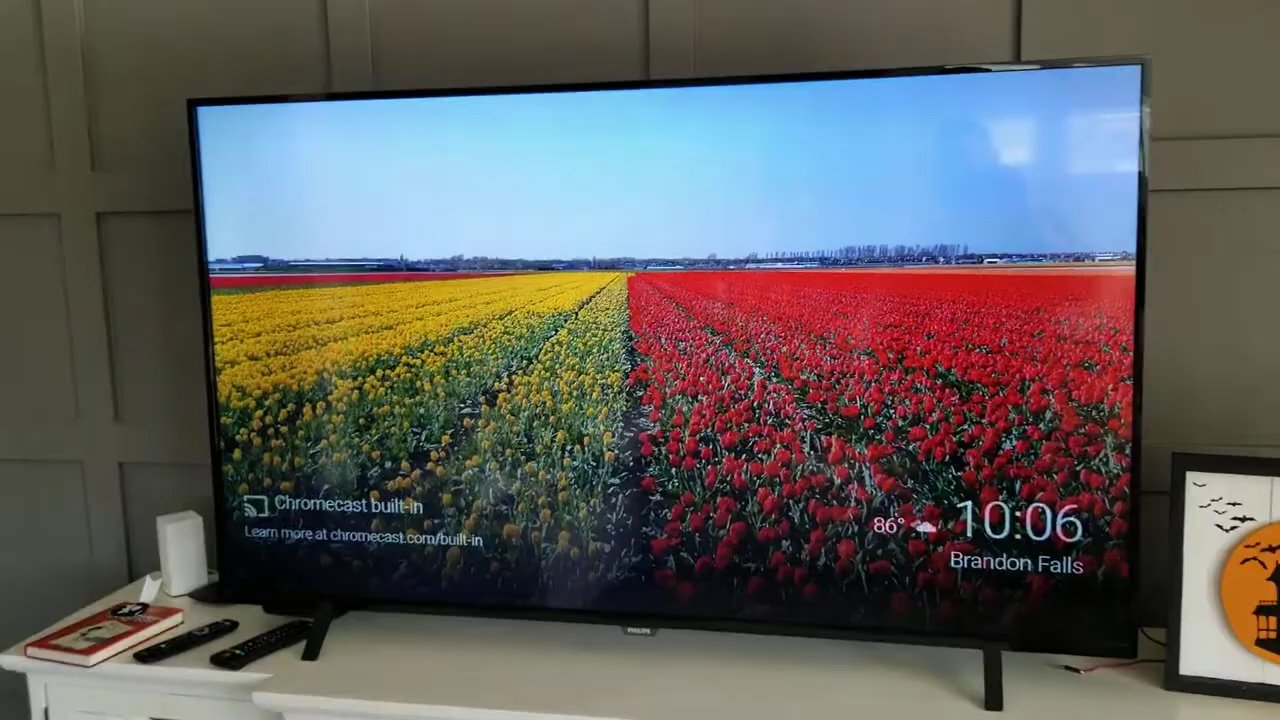 Chromecast built-in
Learn more at chromecast.com/built-in
86° 10:06
Brandon Falls
PHILIPS